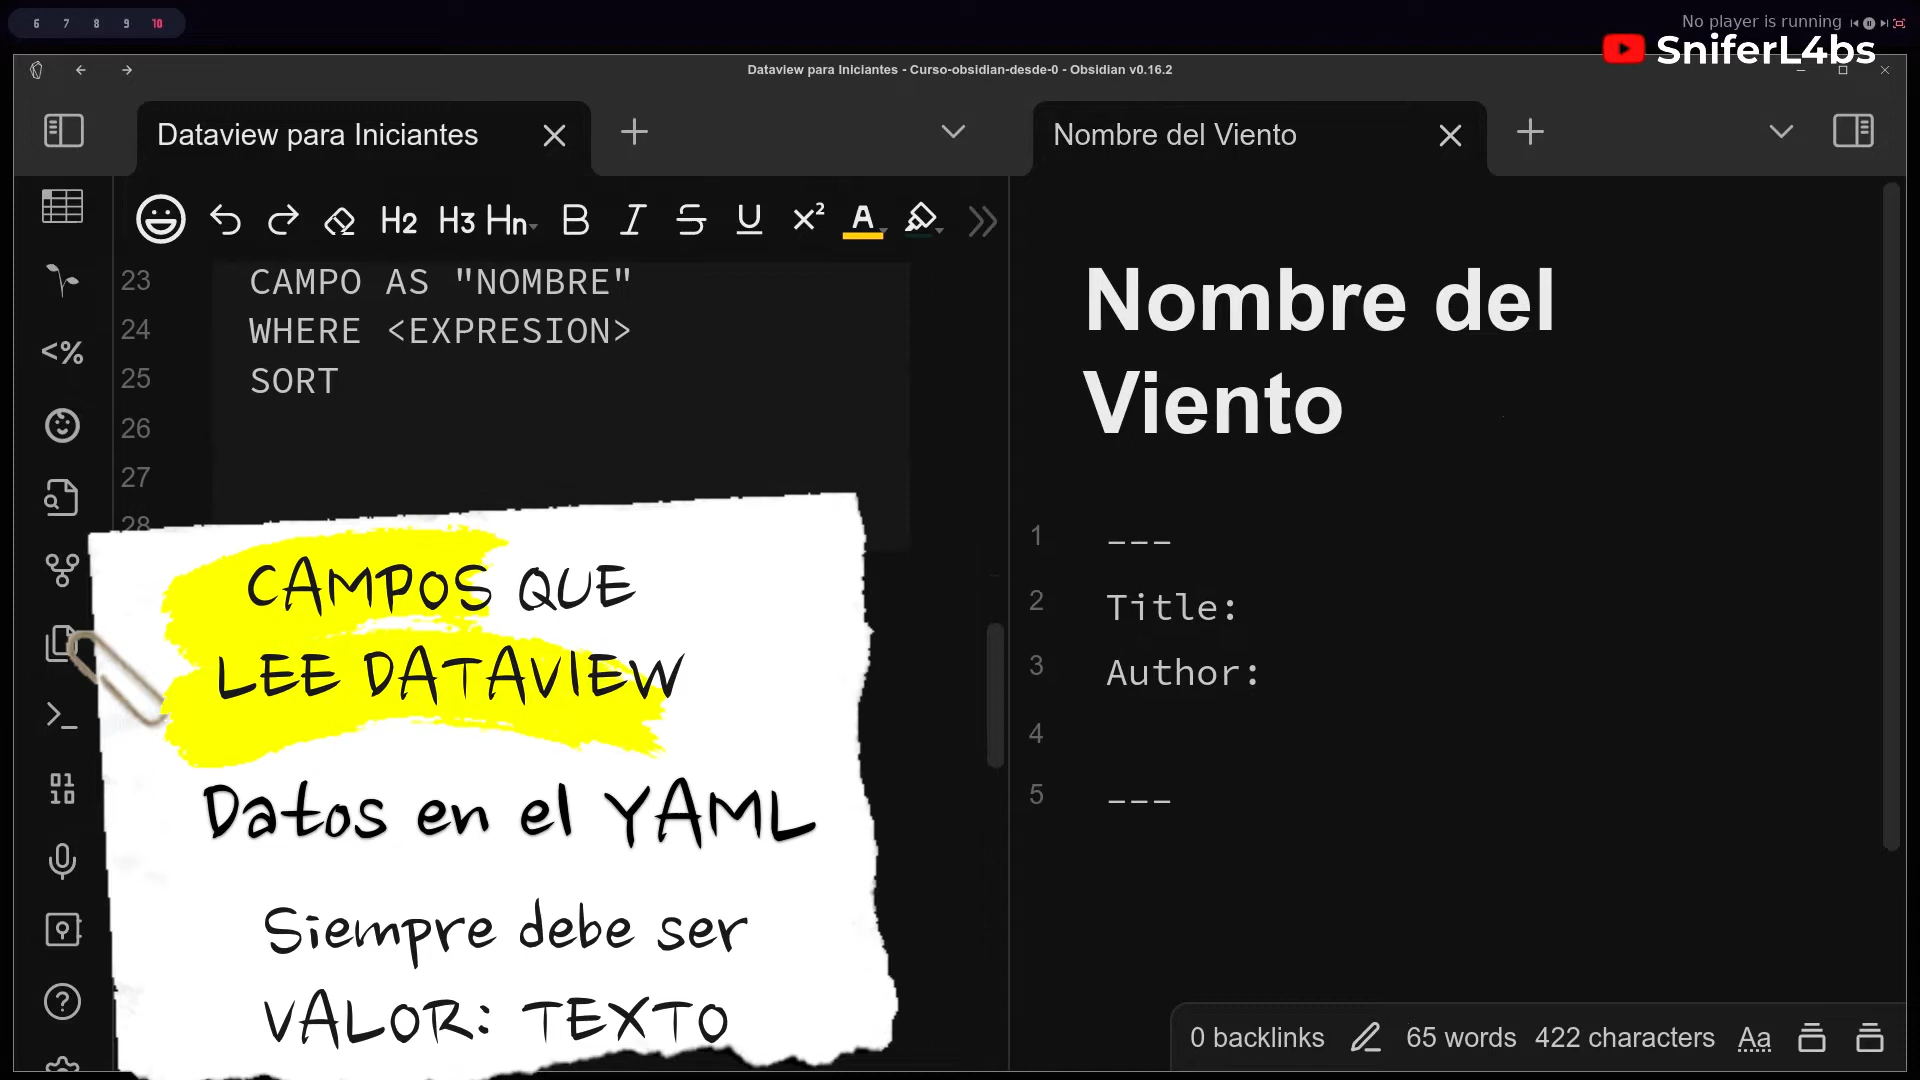 6 7 8 9 10
No player is running
SniferL4bs
Dataview para Iniciantes - Curso-obsidian-desde-0 - Obsidian v0.16.2
Dataview para Iniciantes
Nombre del Viento
H2 H3 Hn B I S U X² A
23 CAMPO AS "NOMBRE"
24 WHERE <EXPRESION>
25 SORT
26
27
28
CAMPOS QUE
LEE DATAVIEW
Datos en el YAML
Siempre debe ser
VALOR: TEXTO
Nombre del
Viento
1 ---
2 Title:
3 Author:
4
5 ---
0 backlinks 65 words 422 characters Aa